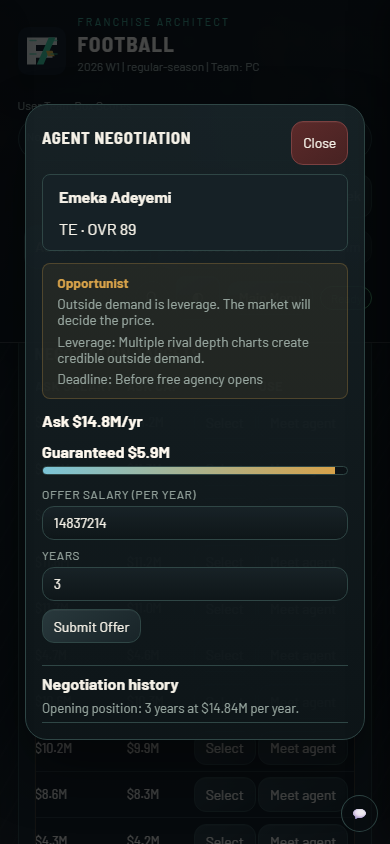 FRANCHISE ARCHITECT
FOOTBALL
2026 W1 | regular-season | Team: PC
AGENT NEGOTIATION
Close
Emeka Adeyemi
TE · OVR 89
Opportunist
Outside demand is leverage. The market will
decide the price.
Leverage: Multiple rival depth charts create
credible outside demand.
Deadline: Before free agency opens
Ask $14.8M/yr
Guaranteed $5.9M
OFFER SALARY (PER YEAR)
14837214
YEARS
3
Submit Offer
Negotiation history
Opening position: 3 years at $14.84M per year.
$10.2M $9.9M Select Meet agent
$8.6M $8.3M Select Meet agent
$4.3M $4.2M Select Meet agent